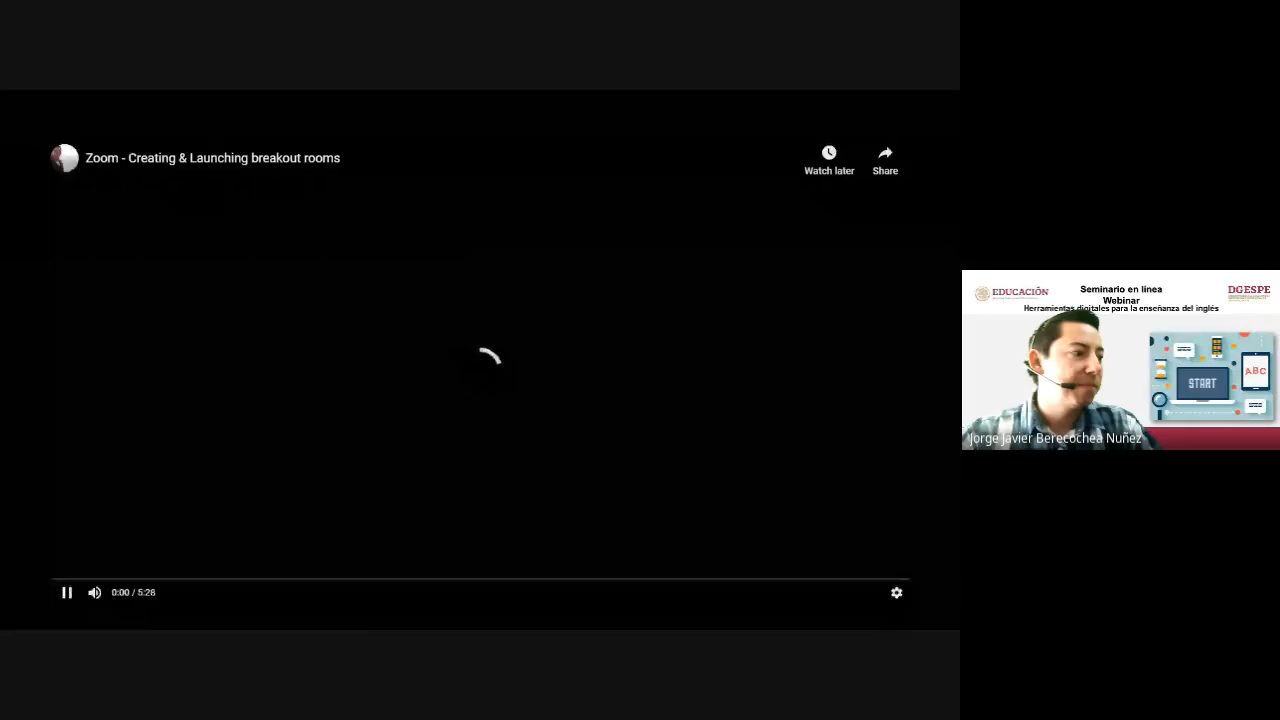 Zoom - Creating & Launching breakout rooms
Watch later
Share
0:00 / 5:28
EDUCACIÓN
Seminario en línea
Webinar
Herramientas digitales para la enseñanza del inglés
DGESPE
START
ABC
Jorge Javier Berecochea Nuñez